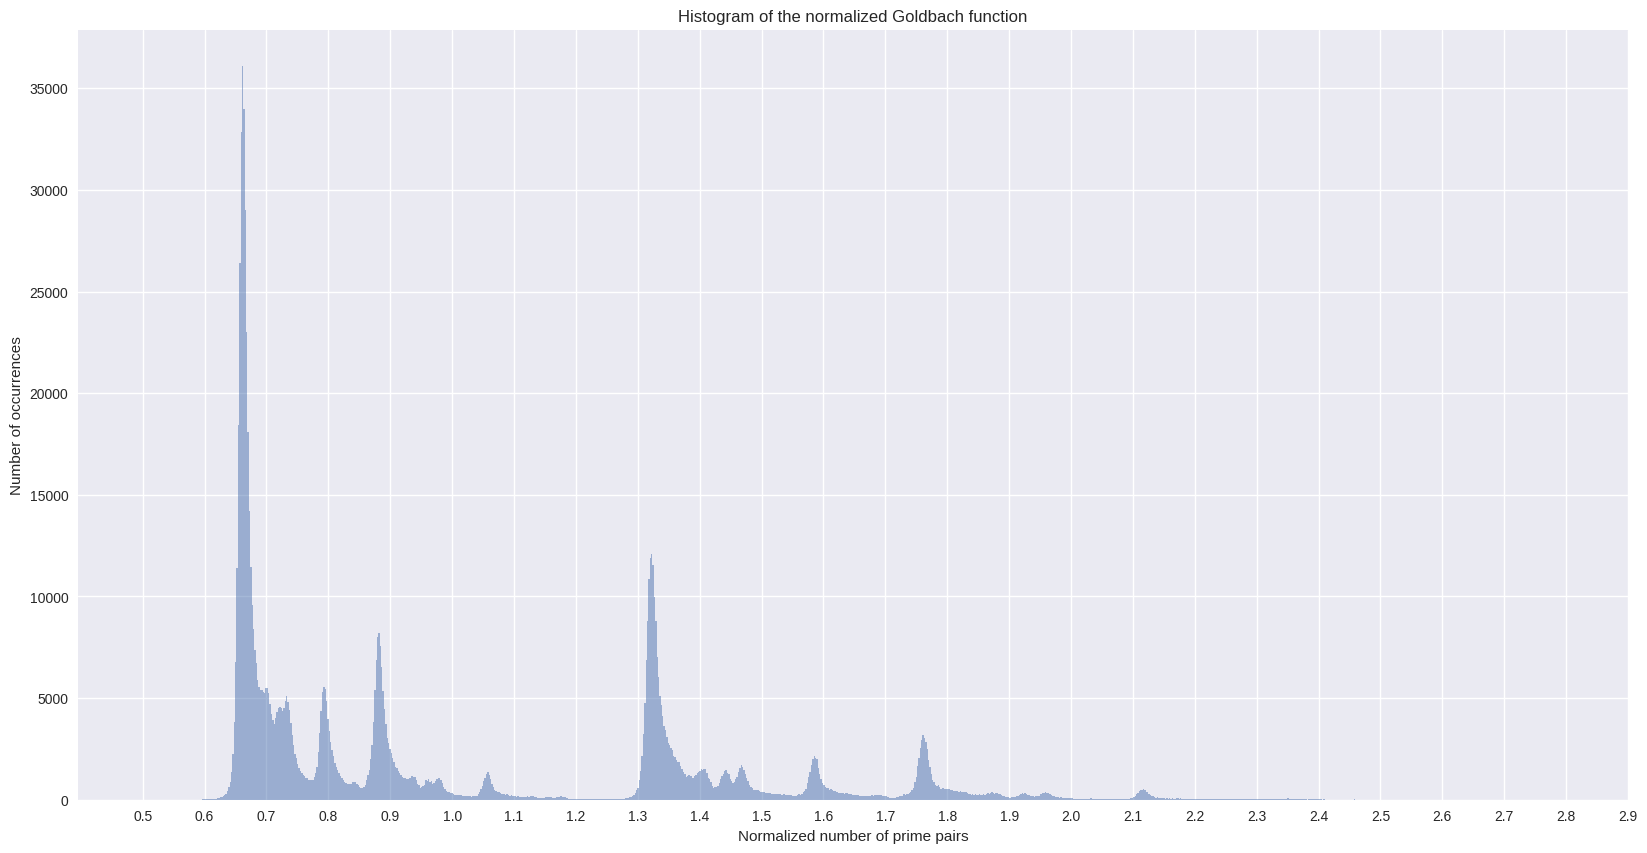 Histogram of the normalized Goldbach function
Number of occurrences
35000
30000
25000
20000
15000
10000
5000
0
0.5 0.6 0.7 0.8 0.9 1.0 1.1 1.2 1.3 1.4 1.5 1.6 1.7 1.8 1.9 2.0 2.1 2.2 2.3 2.4 2.5 2.6 2.7 2.8 2.9
Normalized number of prime pairs